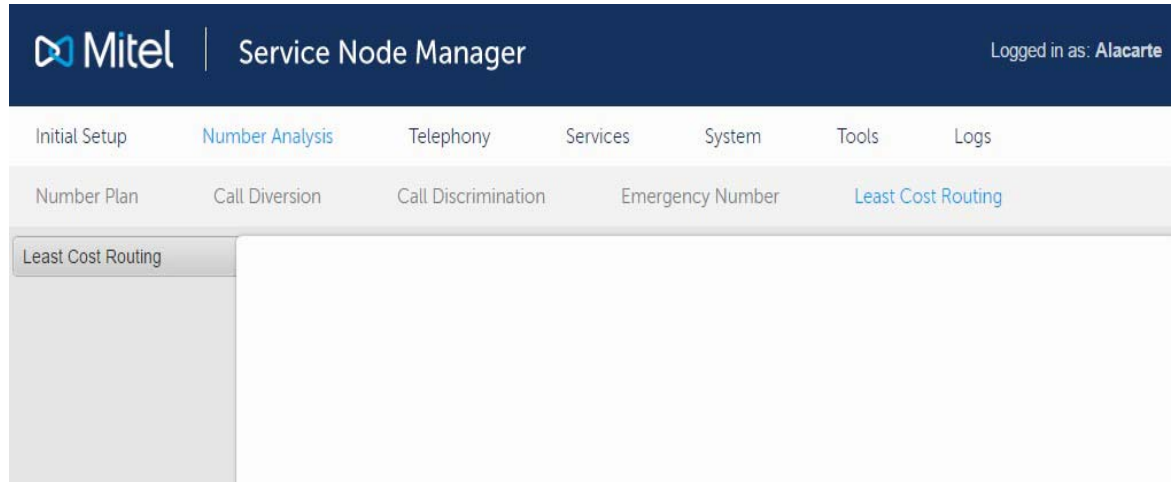 Mitel Service Node Manager Logged in as: Alacarte
Initial Setup Number Analysis Telephony Services System Tools Logs
Number Plan Call Diversion Call Discrimination Emergency Number Least Cost Routing
Least Cost Routing